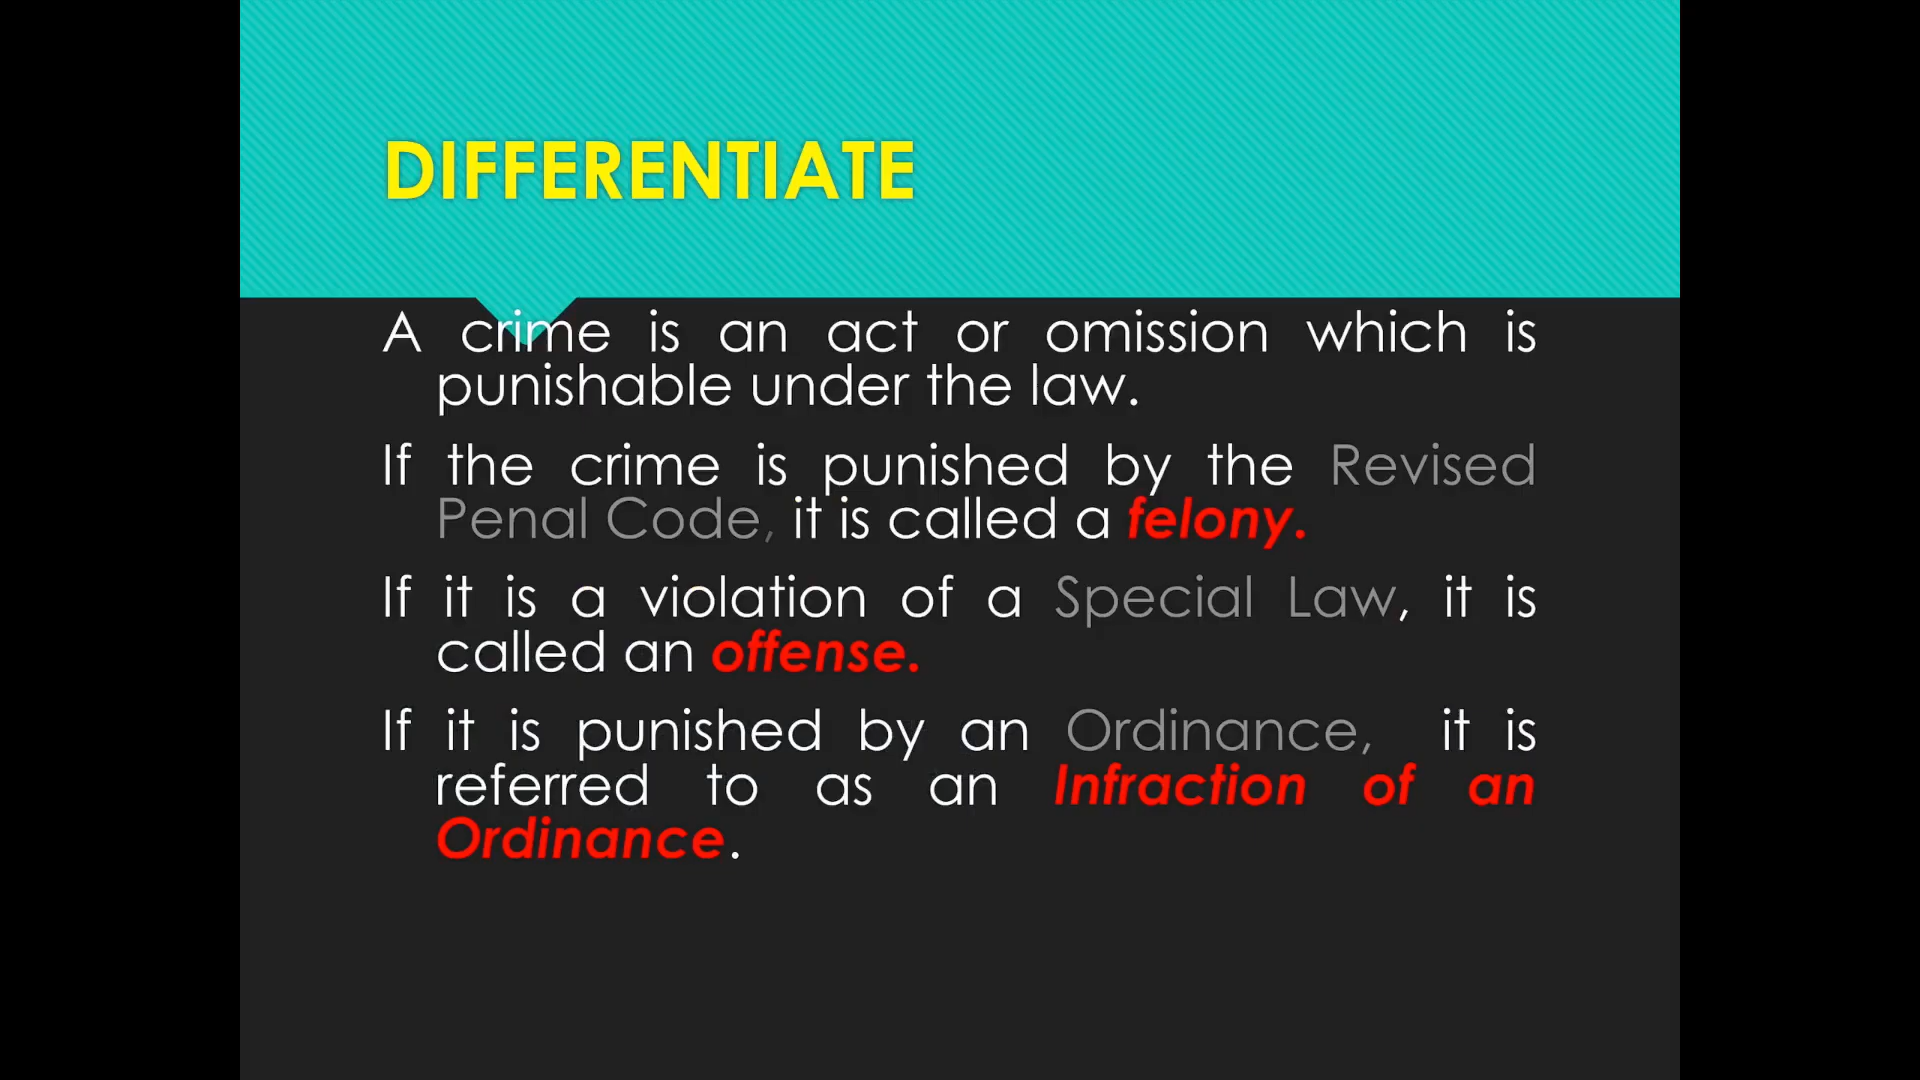 DIFFERENTIATE
A crime is an act or omission which is
punishable under the law.
If the crime is punished by the Revised
Penal Code, it is called a felony.
If it is a violation of a Special Law, it is
called an offense.
If it is punished by an Ordinance, it is
referred to as an Infraction of an
Ordinance.